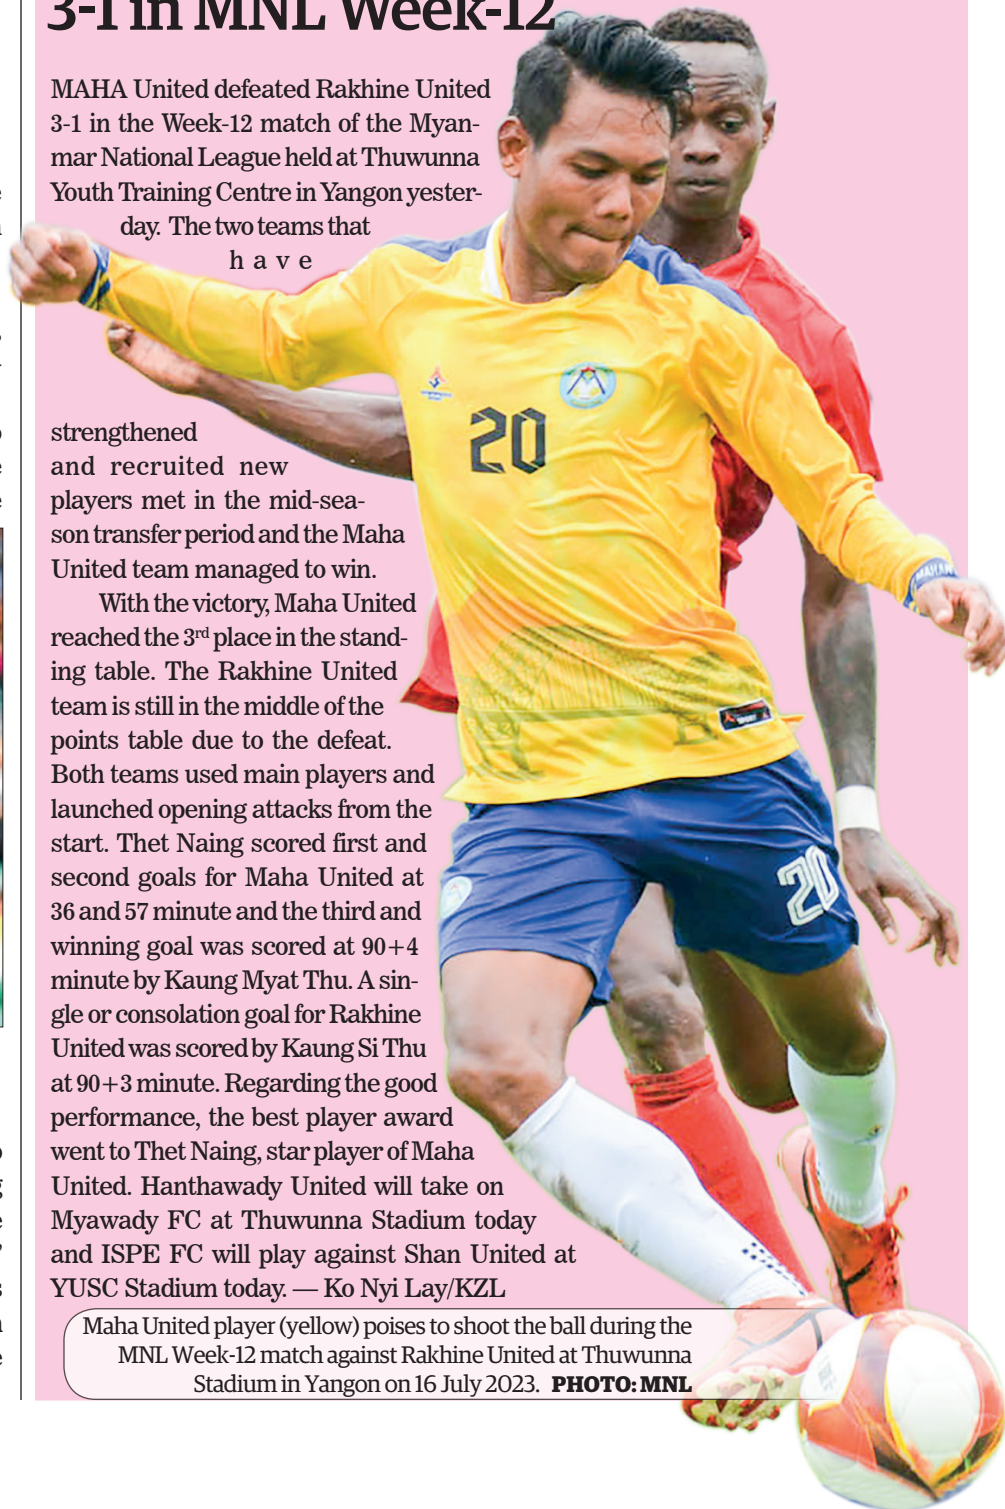 3-1 in MNL Week-12
MAHA United defeated Rakhine United
3-1 in the Week-12 match of the Myan-
mar National League held at Thuwunna
Youth Training Centre in Yangon yester-
day. The two teams that
have
strengthened
and recruited new
players met in the mid-sea-
son transfer period and the Maha
United team managed to win.
With the victory, Maha United
reached the 3rd place in the stand-
ing table. The Rakhine United
team is still in the middle of the
points table due to the defeat.
Both teams used main players and
launched opening attacks from the
start. Thet Naing scored first and
second goals for Maha United at
36 and 57 minute and the third and
winning goal was scored at 90+4
minute by Kaung Myat Thu. A sin-
gle or consolation goal for Rakhine
United was scored by Kaung Si Thu
at 90+3 minute. Regarding the good
performance, the best player award
went to Thet Naing, star player of Maha
United. Hanthawady United will take on
Myawady FC at Thuwunna Stadium today
and ISPE FC will play against Shan United at
YUSC Stadium today. — Ko Nyi Lay/KZL
20
20
Maha United player (yellow) poises to shoot the ball during the
MNL Week-12 match against Rakhine United at Thuwunna
Stadium in Yangon on 16 July 2023. PHOTO: MNL